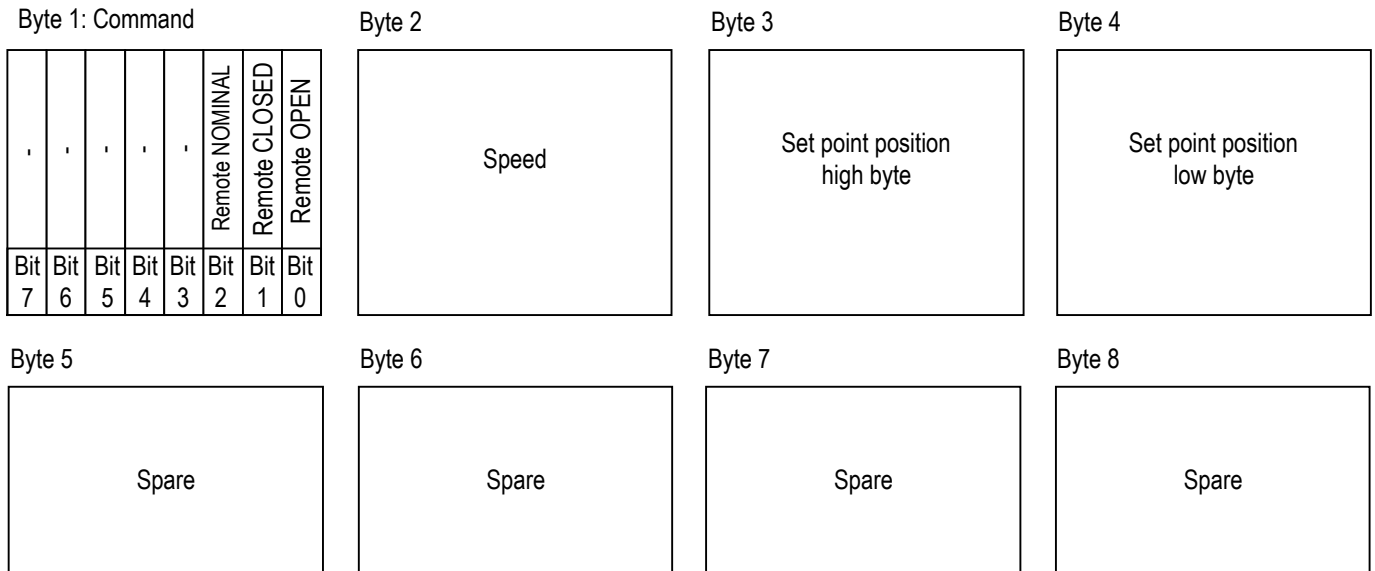 Byte 1: Command
Byte 2
Byte 3
Byte 4
-
-
-
-
-
Remote NOMINAL
Remote CLOSED
Remote OPEN
Bit 7
Bit 6
Bit 5
Bit 4
Bit 3
Bit 2
Bit 1
Bit 0
Speed
Set point position
high byte
Set point position
low byte
Byte 5
Byte 6
Byte 7
Byte 8
Spare
Spare
Spare
Spare